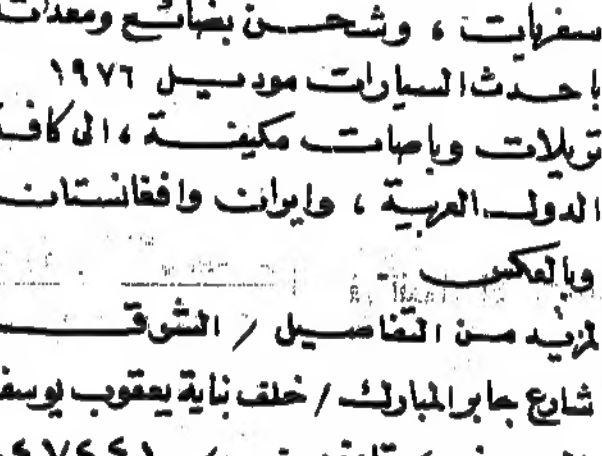 سفريات ، وشحن بضائع ومعدات
باحدث السيارات موديل ١٩٧٦
تريلات وباصات مكيفة ، الى كافة
الدول العربية ، وايران وافغانستان
وبالعكس
لمزيد من التفاصيل / الشرق
شارع جابر المبارك / خلف بناية يعقوب يوسف